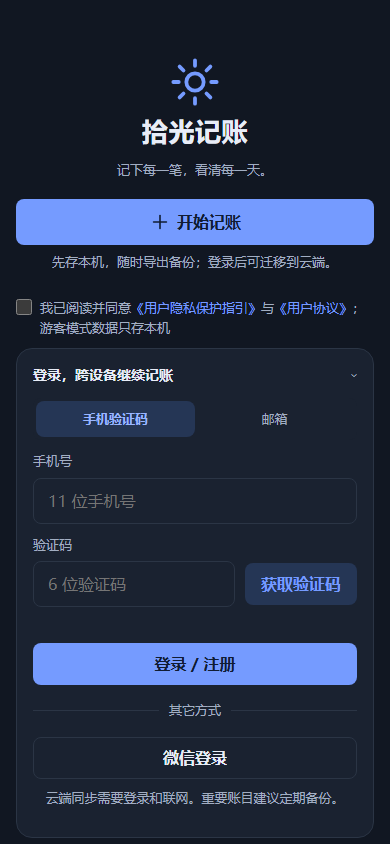 拾光记账
记下每一笔，看清每一天。
开始记账
先存本机，随时导出备份；登录后可迁移到云端。
我已阅读并同意《用户隐私保护指引》与《用户协议》；
游客模式数据只存本机
登录，跨设备继续记账
手机验证码 邮箱
手机号
11 位手机号
验证码
6 位验证码 获取验证码
登录 / 注册
其它方式
微信登录
云端同步需要登录和联网。重要账目建议定期备份。